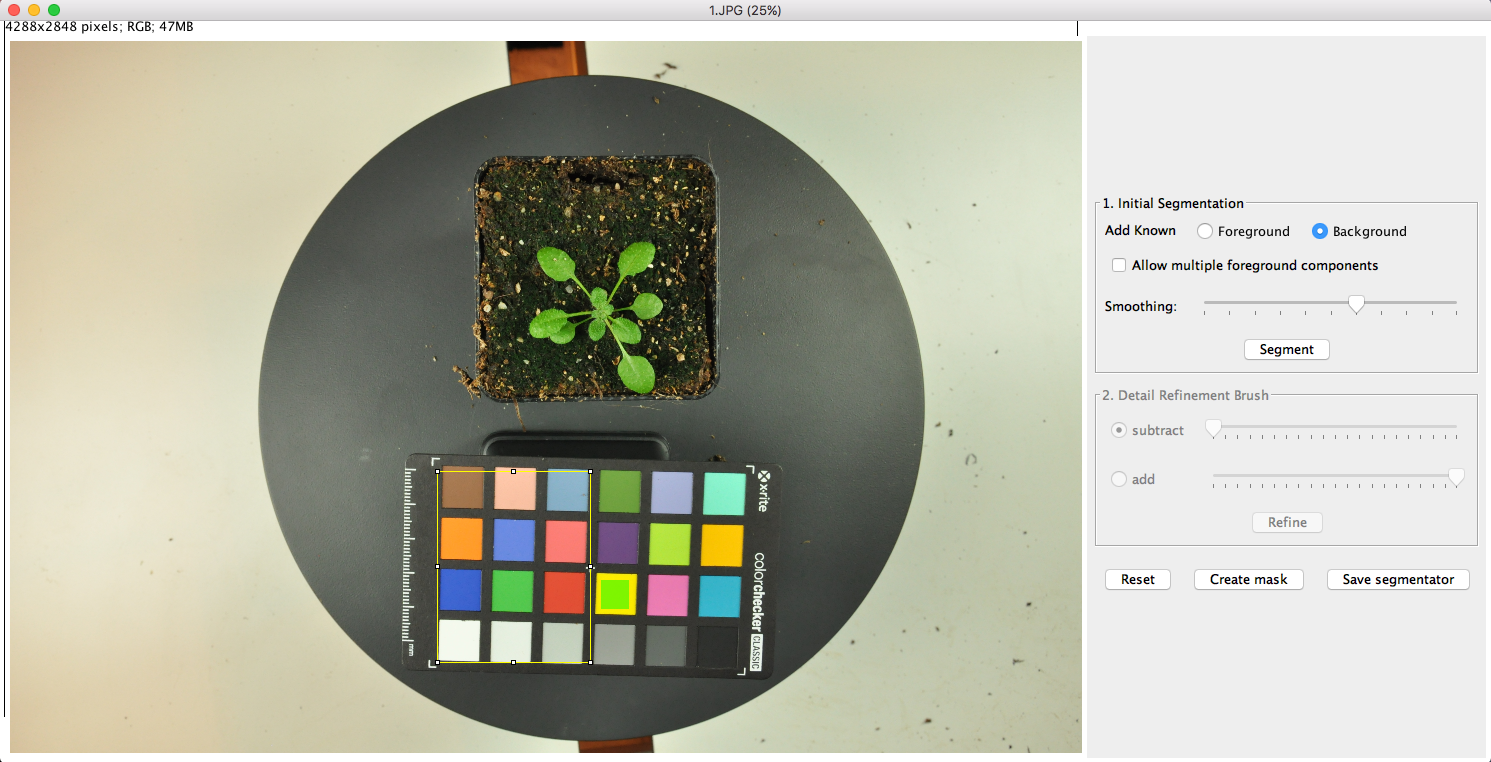 1.JPG (25%)
4288x2848 pixels; RGB; 47MB
1. Initial Segmentation
Add Known Foreground Background
Allow multiple foreground components
Smoothing:
Segment
2. Detail Refinement Brush
subtract
add
Refine
Reset Create mask Save segmentator
x-rite
colorchecker
CLASSIC
mm